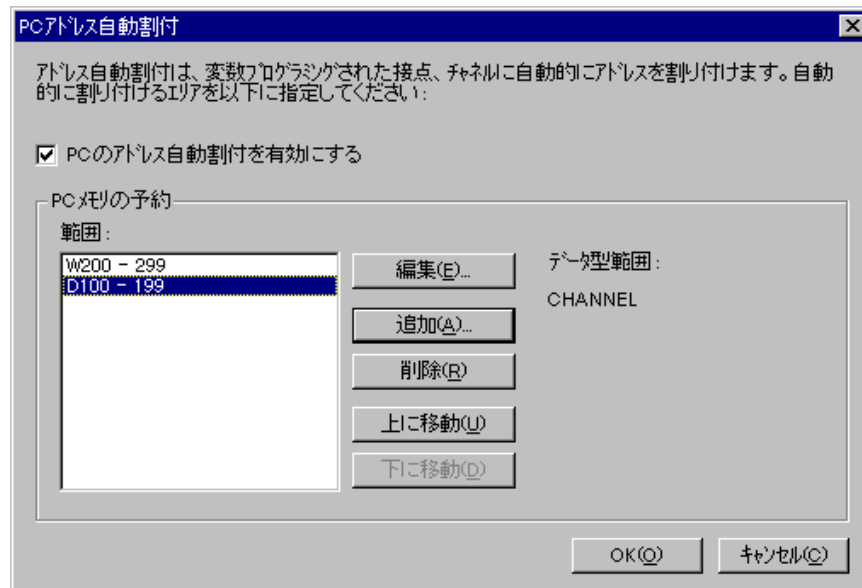 PCｱﾄﾞﾚｽ自動割付
ｱﾄﾞﾚｽ自動割付は、変数ﾌﾟﾛｸﾞﾗﾐﾝｸﾞされた接点、ﾁｬﾈﾙに自動的にｱﾄﾞﾚｽを割り付けます。自動
的に割り付けるｴﾘｱを以下に指定してください：
PCのｱﾄﾞﾚｽ自動割付を有効にする
PCﾒﾓﾘの予約
範囲：
W200 - 299
D100 - 199
編集(E)...
追加(A)...
削除(R)
上に移動(U)
下に移動(D)
ﾃﾞｰﾀ型範囲：
CHANNEL
OK(O)
ｷｬﾝｾﾙ(C)